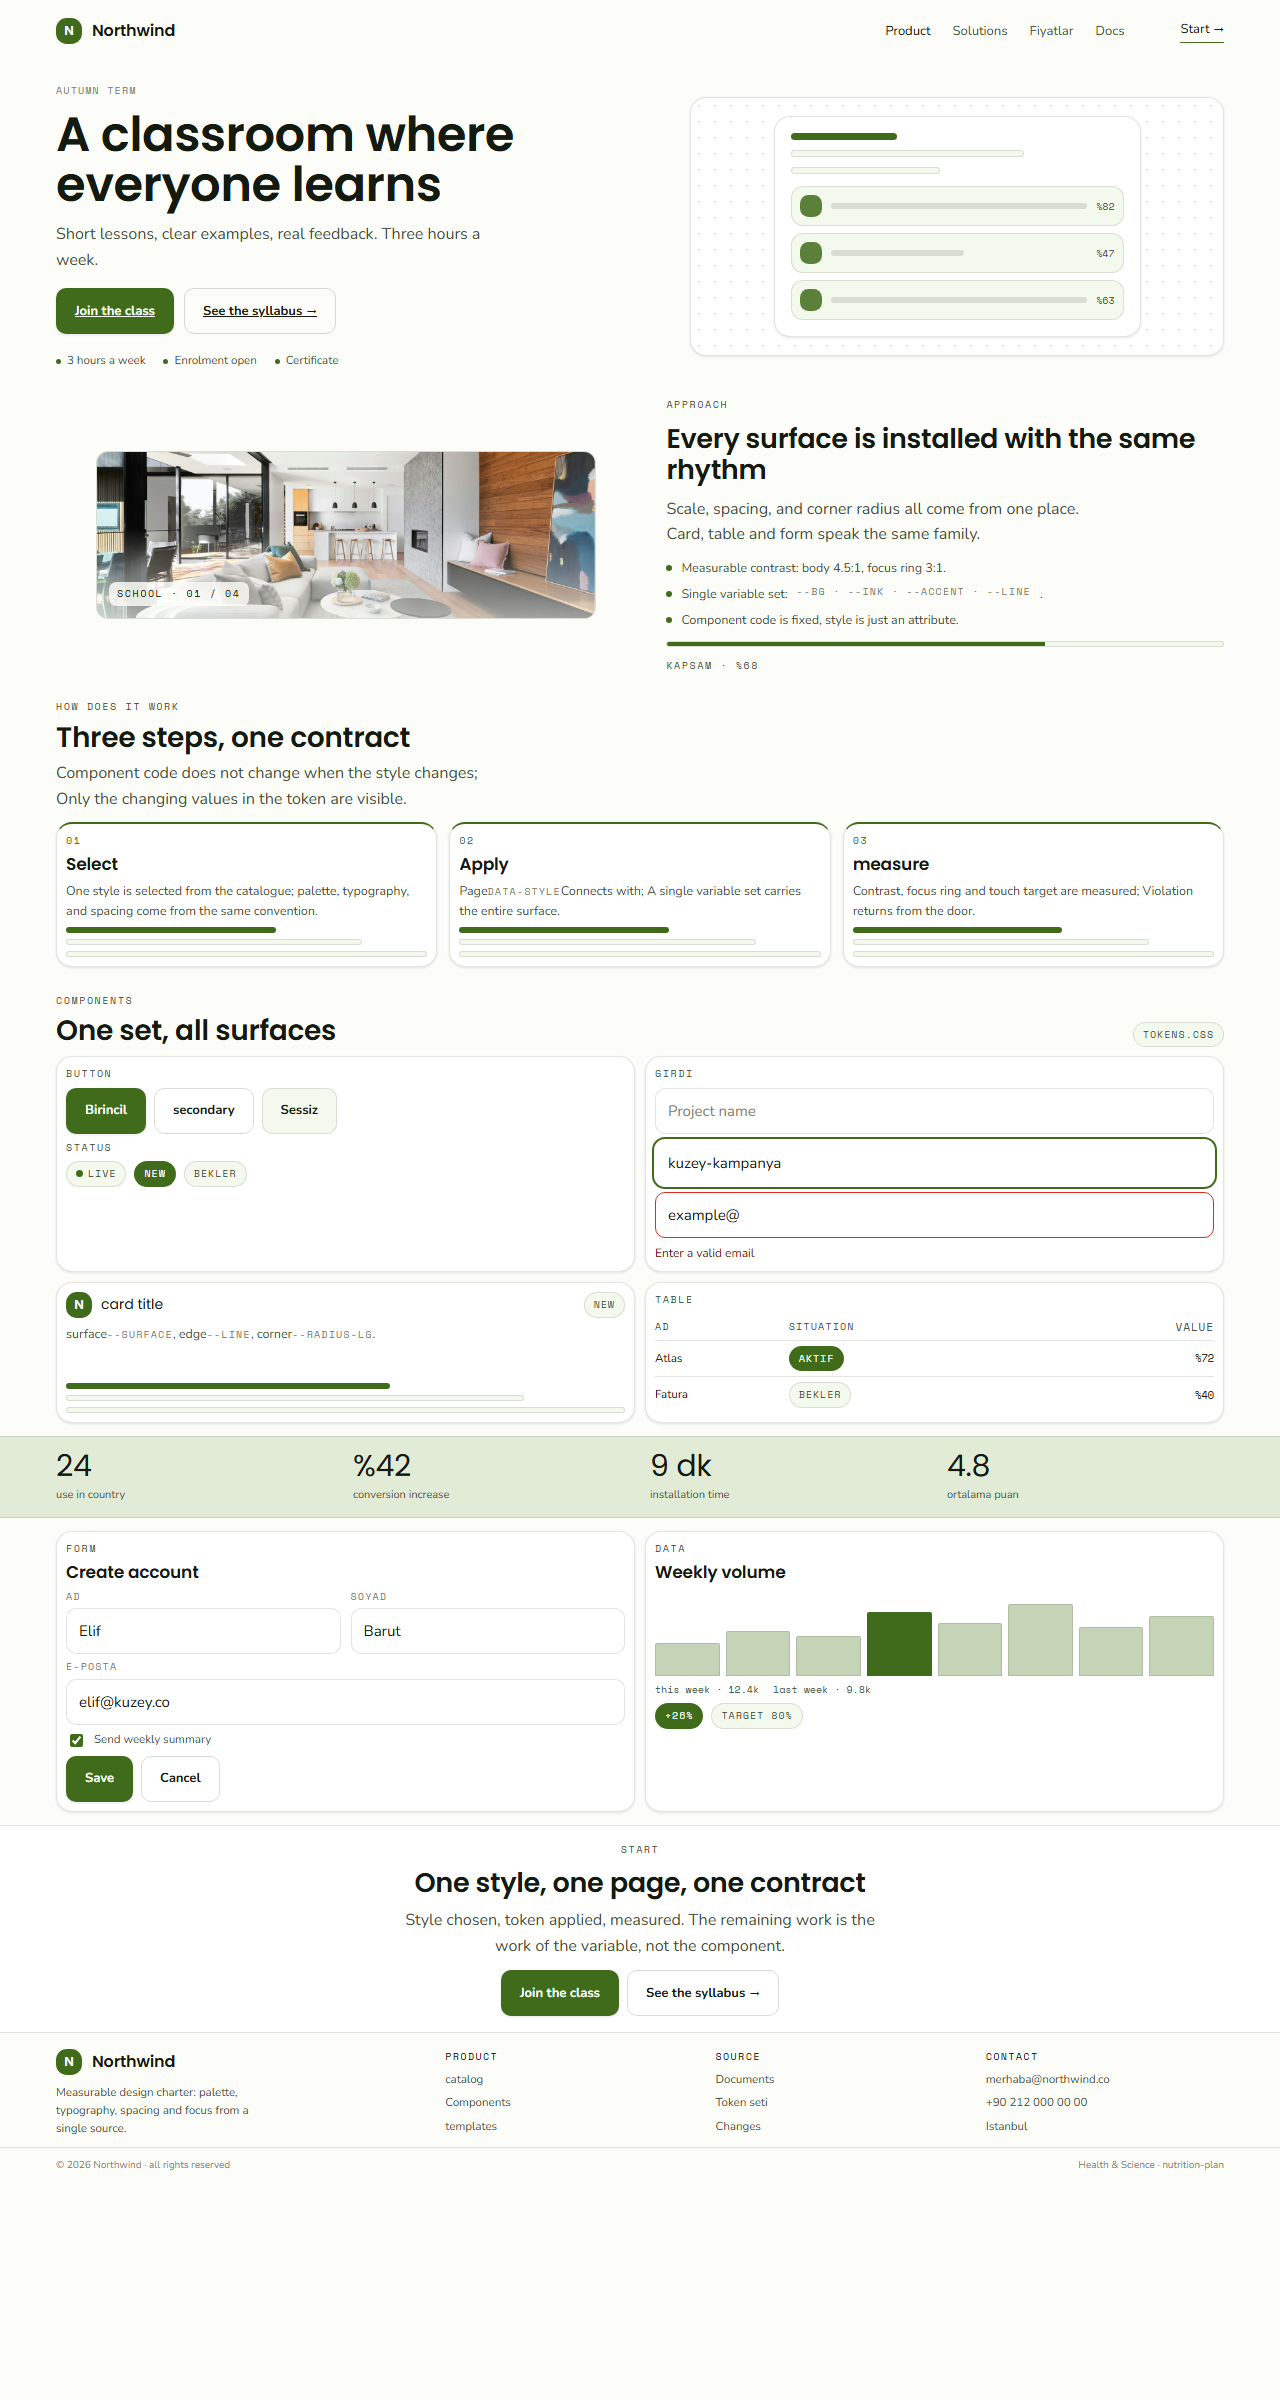 N Northwind
Product Solutions Fiyatlar Docs Start →
AUTUMN TERM
A classroom where
everyone learns
Short lessons, clear examples, real feedback. Three hours a
week.
Join the class See the syllabus →
3 hours a week Enrolment open Certificate
%82
%47
%63
SCHOOL · 01 / 04
APPROACH
Every surface is installed with the same
rhythm
Scale, spacing, and corner radius all come from one place.
Card, table and form speak the same family.
Measurable contrast: body 4.5:1, focus ring 3:1.
Single variable set: --BG · --INK · --ACCENT · --LINE .
Component code is fixed, style is just an attribute.
KAPSAM · %68
HOW DOES IT WORK
Three steps, one contract
Component code does not change when the style changes;
Only the changing values in the token are visible.
01
Select
One style is selected from the catalogue; palette, typography,
and spacing come from the same convention.
02
Apply
PageDATA-STYLEConnects with; A single variable set carries
the entire surface.
03
measure
Contrast, focus ring and touch target are measured; Violation
returns from the door.
COMPONENTS
One set, all surfaces
TOKENS.CSS
BUTTON
Birincil secondary Sessiz
STATUS
LIVE NEW BEKLER
GIRDI
Project name
kuzey-kampanya
example@
Enter a valid email
N card title NEW
surface--SURFACE, edge--LINE, corner--RADIUS-LG.
TABLE
AD SITUATION VALUE
Atlas AKTIF %72
Fatura BEKLER %40
24
use in country
%42
conversion increase
9 dk
installation time
4.8
ortalama puan
FORM
Create account
AD SOYAD
Elif Barut
E-POSTA
elif@kuzey.co
Send weekly summary
Save Cancel
DATA
Weekly volume
this week · 12.4k last week · 9.8k
+26% TARGET 80%
START
One style, one page, one contract
Style chosen, token applied, measured. The remaining work is the
work of the variable, not the component.
Join the class See the syllabus →
N Northwind
Measurable design charter: palette,
typography, spacing and focus from a
single source.
PRODUCT
catalog
Components
templates
SOURCE
Documents
Token seti
Changes
CONTACT
merhaba@northwind.co
+90 212 000 00 00
Istanbul
© 2026 Northwind · all rights reserved
Health & Science · nutrition-plan